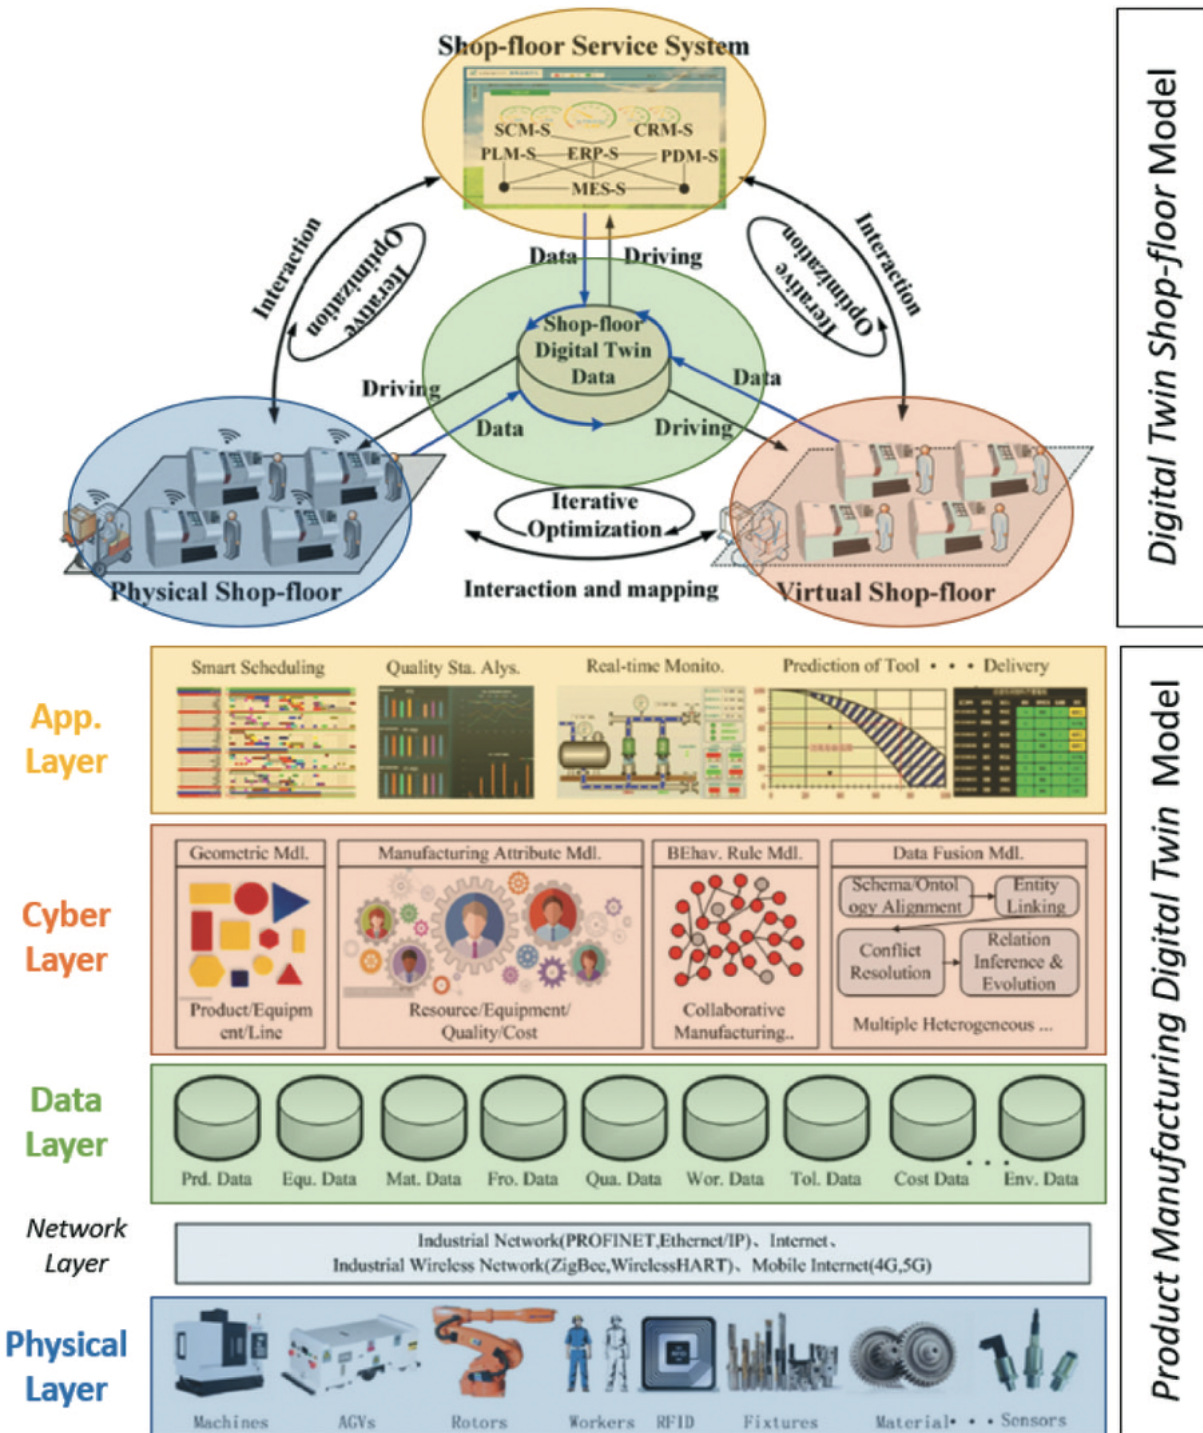 Shop-floor Service System
SCM-S CRM-S
PLM-S ERP-S PDM-S
MES-S
Interaction
Iterative
Optimization
Iterative
Optimization
Interaction
Data Driving
Shop-floor
Digital Twin
Data
Driving
Data
Data
Driving
Iterative
Optimization
Physical Shop-floor
Interaction and mapping
Virtual Shop-floor
Digital Twin Shop-floor Model
App.
Layer
Smart Scheduling
Quality Sta. Alys.
Real-time Monito.
Prediction of Tool • • • Delivery
Cyber
Layer
Geometric Mdl.
Product/Equipm
ent/Line
Manufacturing Attribute Mdl.
Resource/Equipment/
Quality/Cost
BEhav. Rule Mdl.
Collaborative
Manufacturing..
Data Fusion Mdl.
Schema/Ontol
ogy Alignment
Entity
Linking
Conflict
Resolution
Relation
Inference &
Evolution
Multiple Heterogeneous ...
Data
Layer
Prd. Data Equ. Data Mat. Data Fro. Data Qua. Data Wor. Data Tol. Data Cost Data • • • Env. Data
Network
Layer
Industrial Network(PROFINET,Ethernet/IP)、Internet、
Industrial Wireless Network(ZigBee,WirelessHART)、Mobile Internet(4G,5G)
Physical
Layer
Machines AGVs Rotors Workers RFID Fixtures Material • • • Sensors
Product Manufacturing Digital Twin Model